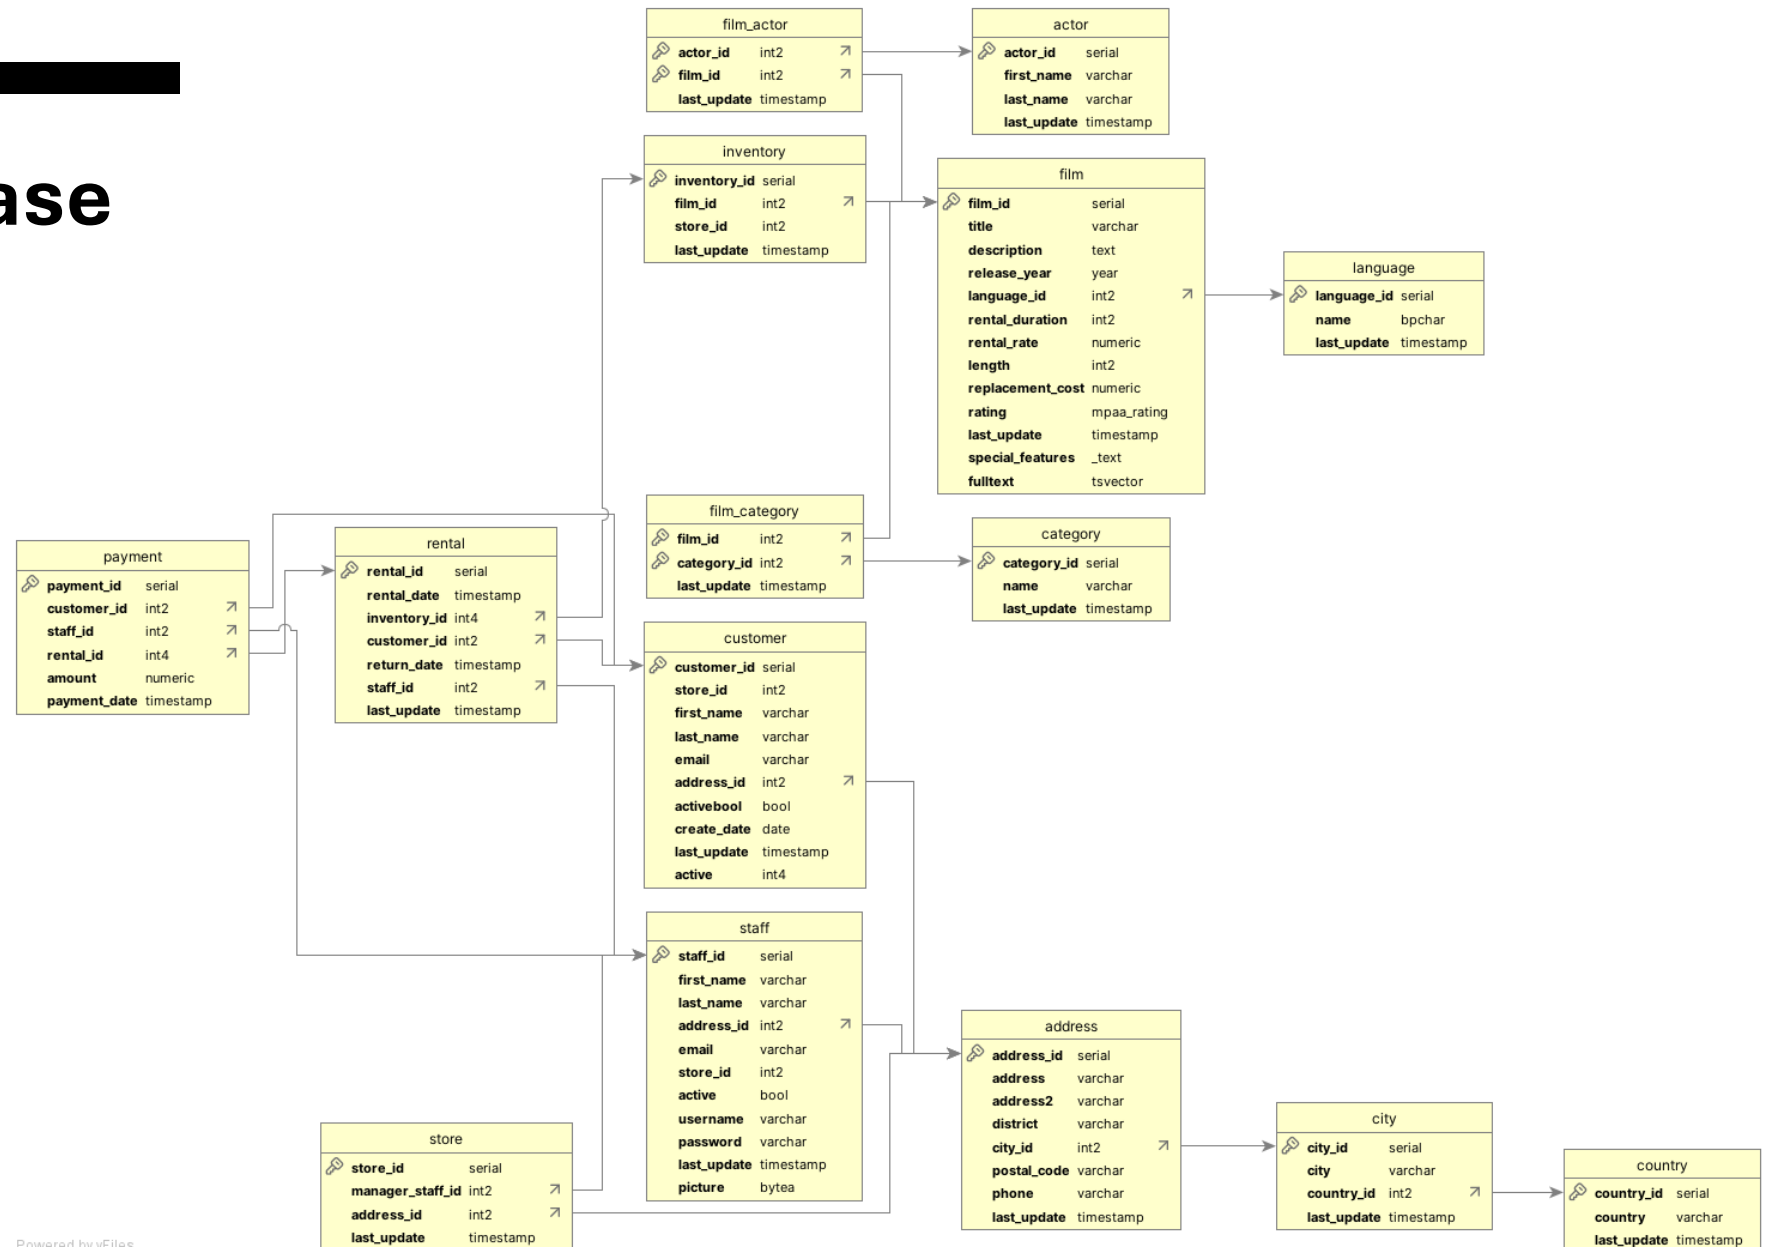 ase
film_actor
actor_id int2
film_id int2
last_update timestamp
actor
actor_id serial
first_name varchar
last_name varchar
last_update timestamp
inventory
inventory_id serial
film_id int2
store_id int2
last_update timestamp
film
film_id serial
title varchar
description text
release_year year
language_id int2
rental_duration int2
rental_rate numeric
length int2
replacement_cost numeric
rating mpaa_rating
last_update timestamp
special_features _text
fulltext tsvector
language
language_id serial
name bpchar
last_update timestamp
film_category
film_id int2
category_id int2
last_update timestamp
category
category_id serial
name varchar
last_update timestamp
payment
payment_id serial
customer_id int2
staff_id int2
rental_id int4
amount numeric
payment_date timestamp
rental
rental_id serial
rental_date timestamp
inventory_id int4
customer_id int2
return_date timestamp
staff_id int2
last_update timestamp
customer
customer_id serial
store_id int2
first_name varchar
last_name varchar
email varchar
address_id int2
activebool bool
create_date date
last_update timestamp
active int4
staff
staff_id serial
first_name varchar
last_name varchar
address_id int2
email varchar
store_id int2
active bool
username varchar
password varchar
last_update timestamp
picture bytea
store
store_id serial
manager_staff_id int2
address_id int2
last_update timestamp
address
address_id serial
address varchar
address2 varchar
district varchar
city_id int2
postal_code varchar
phone varchar
last_update timestamp
city
city_id serial
city varchar
country_id int2
last_update timestamp
country
country_id serial
country varchar
last_update timestamp
Powered by yFiles